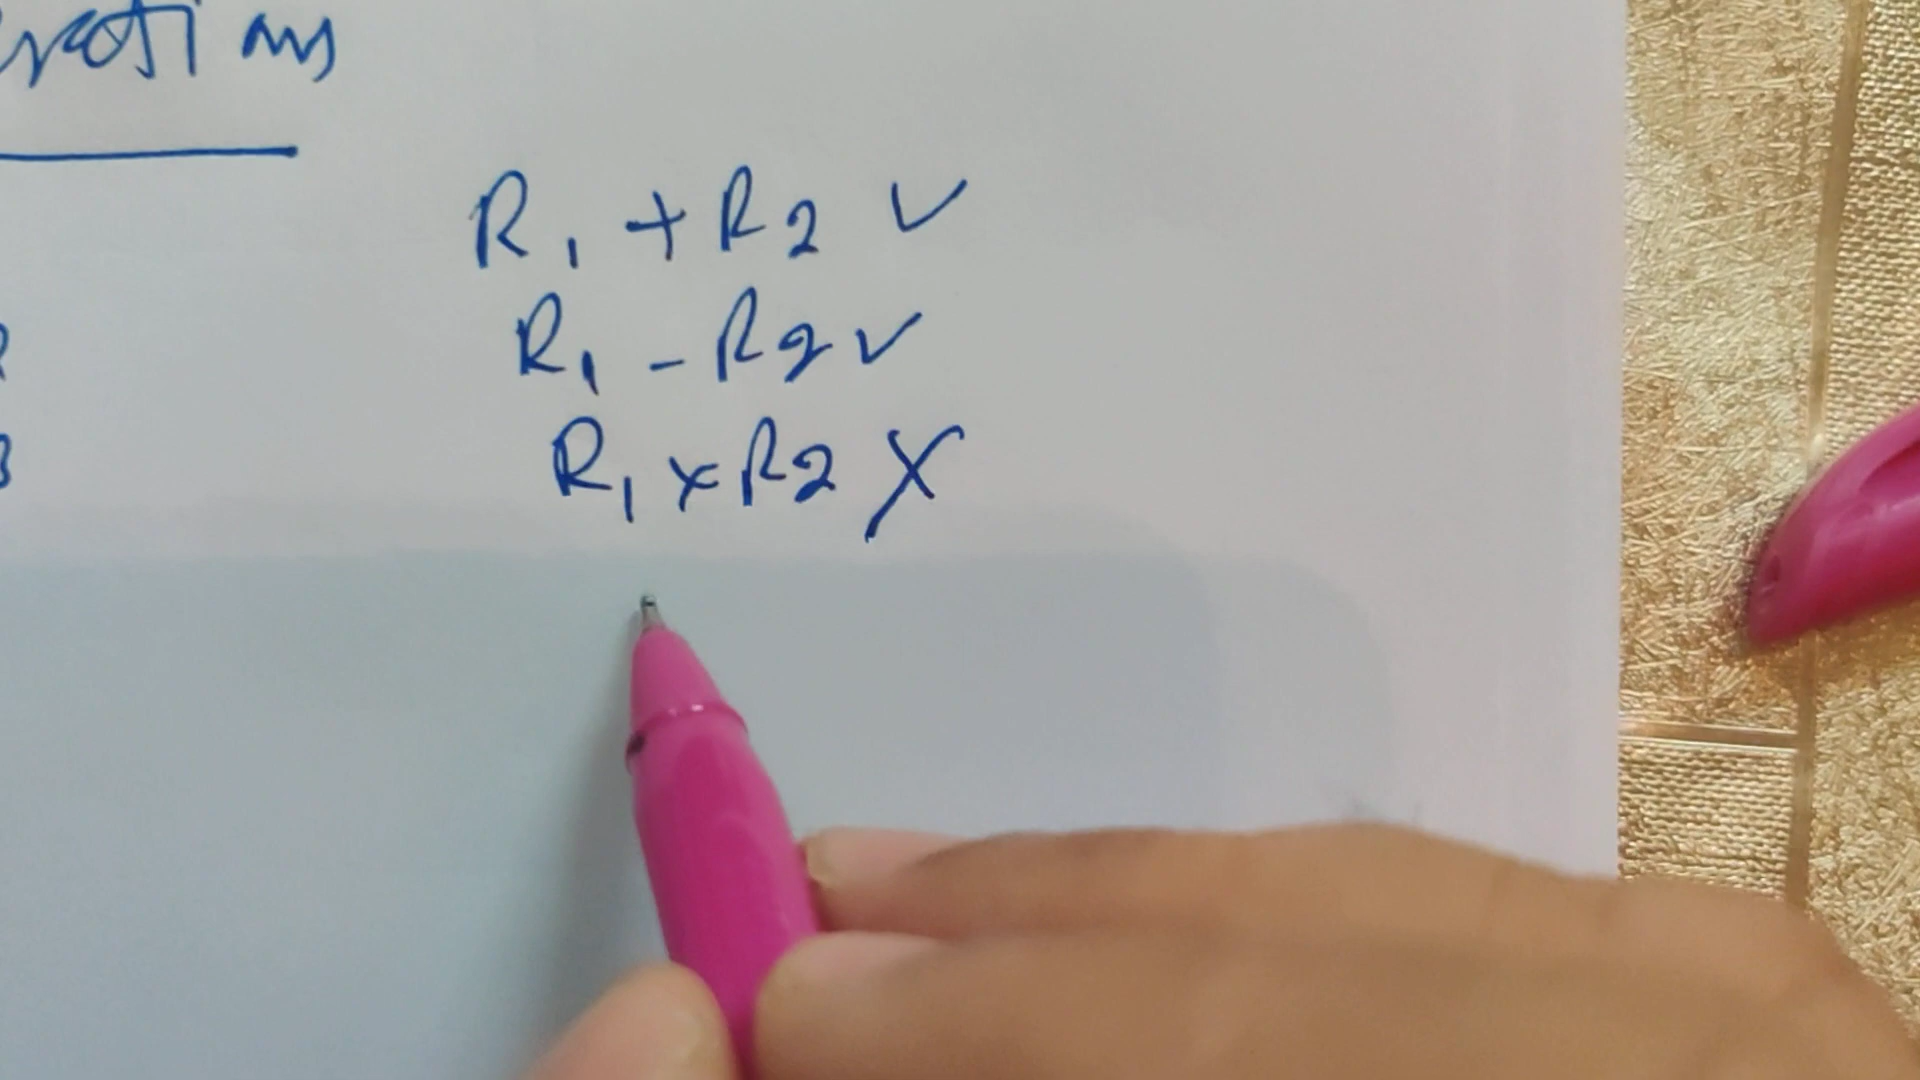 R1 + R2 ✓
R1 - R2 ✓
R1 x R2 X